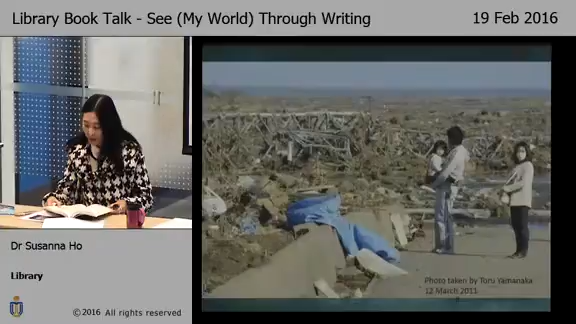 Library Book Talk - See (My World) Through Writing
19 Feb 2016
Photo taken by Toru Yamanaka
12 March 2011
Dr Susanna Ho
Library
©2016 All rights reserved